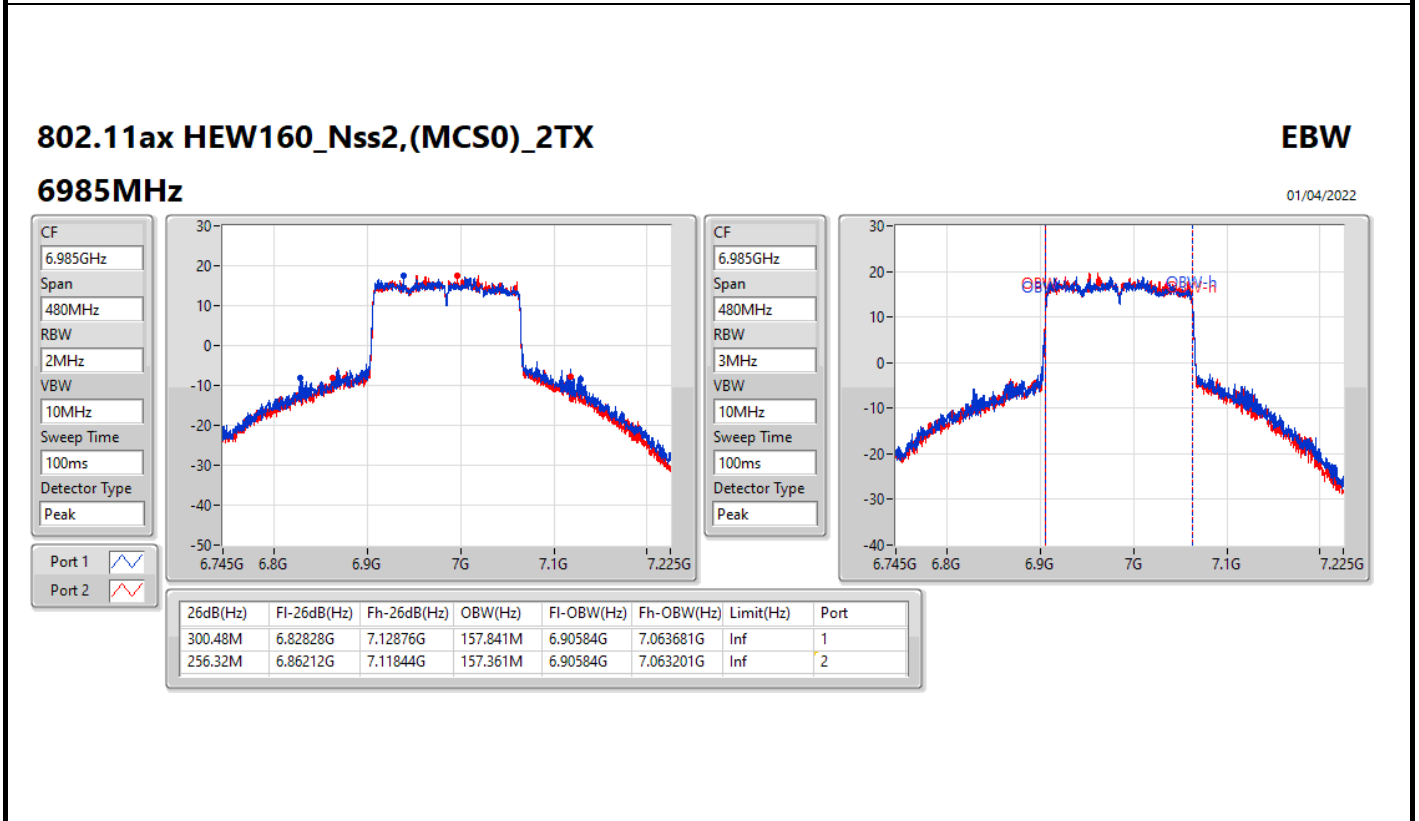 802.11ax HEW160_Nss2,(MCS0)_2TX
EBW
6985MHz
01/04/2022
CF
6.985GHz
Span
480MHz
RBW
2MHz
VBW
10MHz
Sweep Time
100ms
Detector Type
Peak
Port 1
Port 2
30
20
10
0
-10
-20
-30
-40
-50
6.745G 6.8G 6.9G 7G 7.1G 7.225G
CF
6.985GHz
Span
480MHz
RBW
3MHz
VBW
10MHz
Sweep Time
100ms
Detector Type
Peak
30
20
10
0
-10
-20
-30
-40
OBW-h
6.745G 6.8G 6.9G 7G 7.1G 7.225G
26dB(Hz) Fl-26dB(Hz) Fh-26dB(Hz) OBW(Hz) Fl-OBW(Hz) Fh-OBW(Hz) Limit(Hz) Port
300.48M 6.82828G 7.12876G 157.841M 6.90584G 7.063681G Inf 1
256.32M 6.86212G 7.11844G 157.361M 6.90584G 7.063201G Inf 2